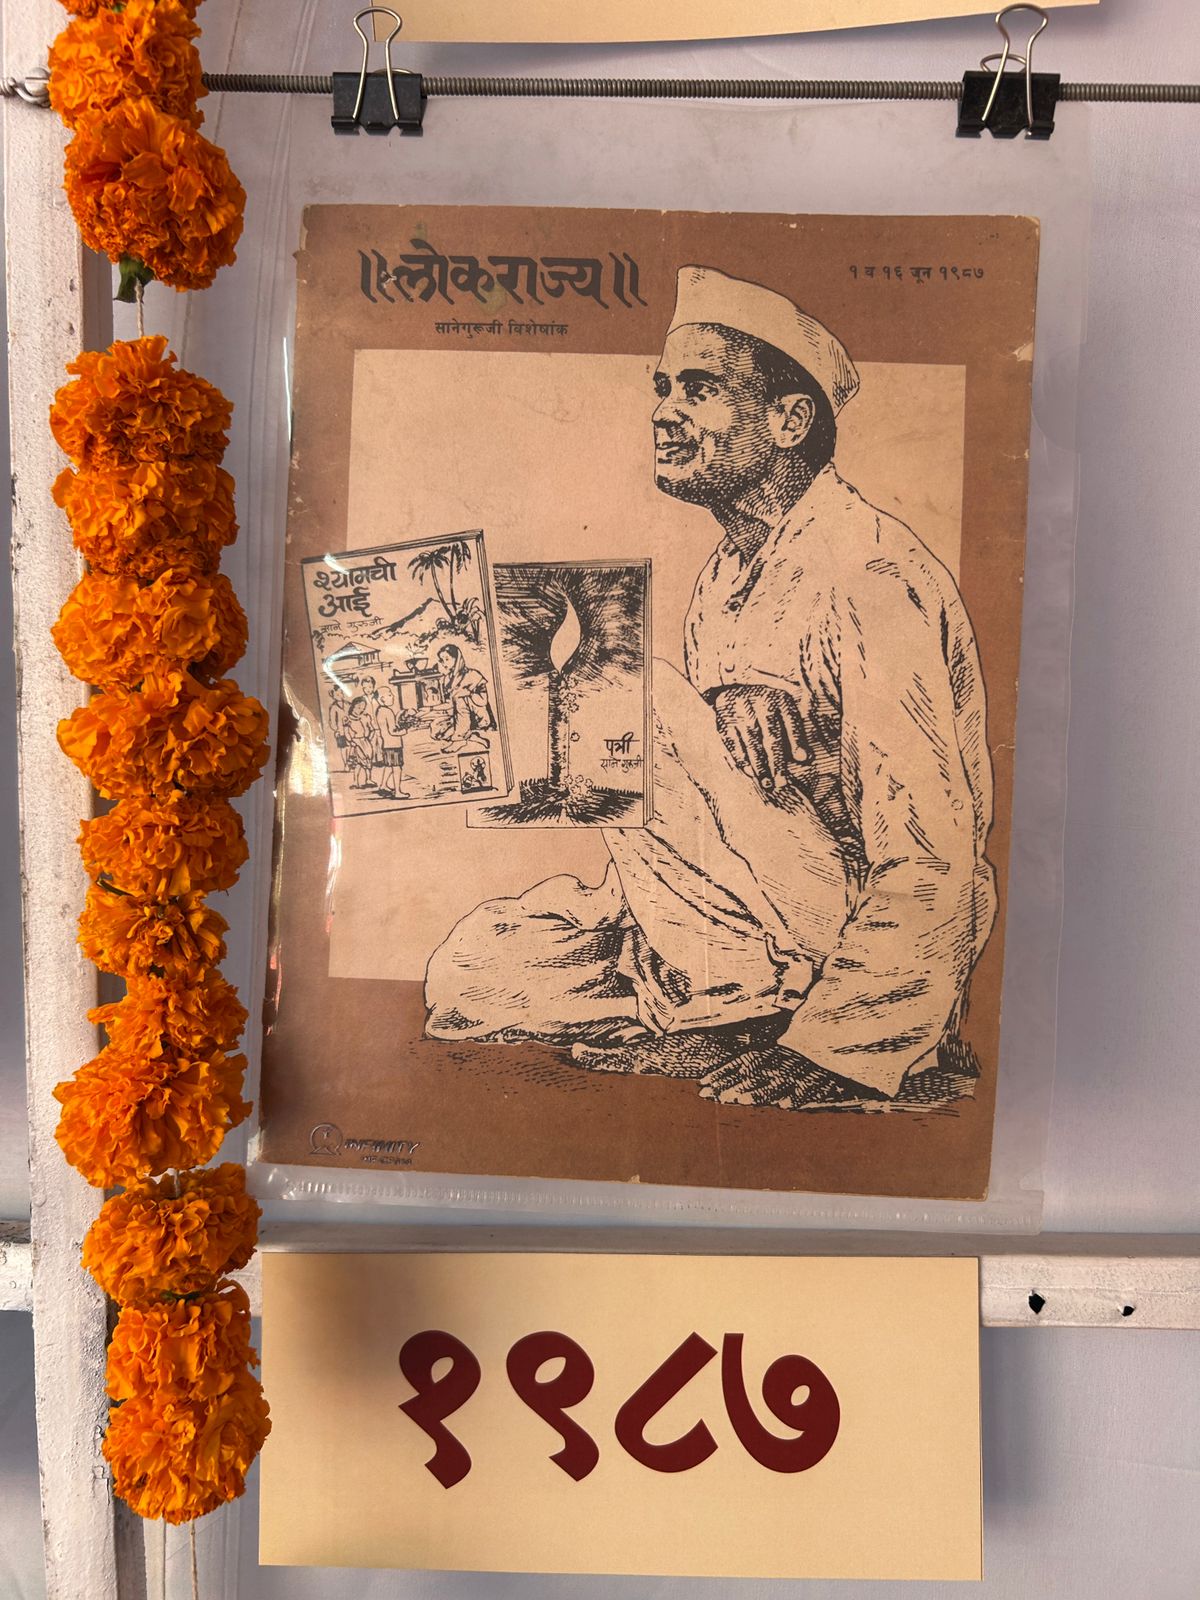 ॥लोकराज्य॥
१ व १६ जून १९८७
सानेगुरूजी विशेषांक
श्यामची
आई
साने गुरुजी
पत्री
साने गुरुजी
INFINITY
१९८७